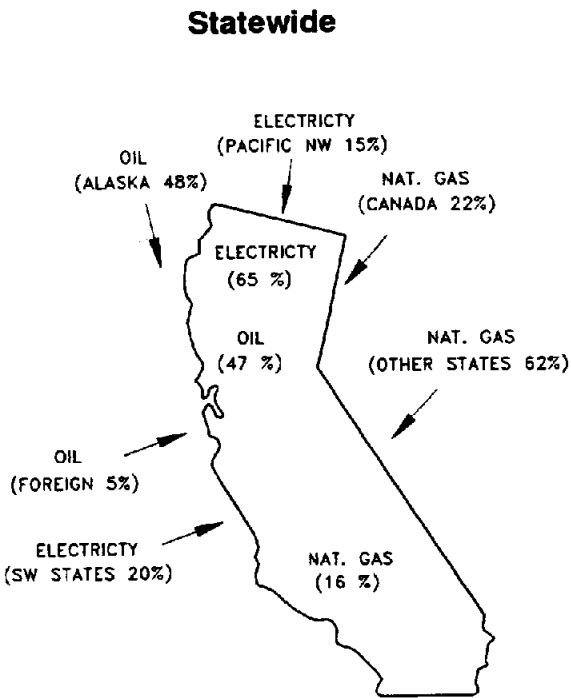 Statewide
ELECTRICTY
(PACIFIC NW 15%)
OIL
(ALASKA 48%)
NAT. GAS
(CANADA 22%)
ELECTRICTY
(65 %)
OIL
(47 %)
NAT. GAS
(OTHER STATES 62%)
OIL
(FOREIGN 5%)
ELECTRICTY
(SW STATES 20%)
NAT. GAS
(16 %)